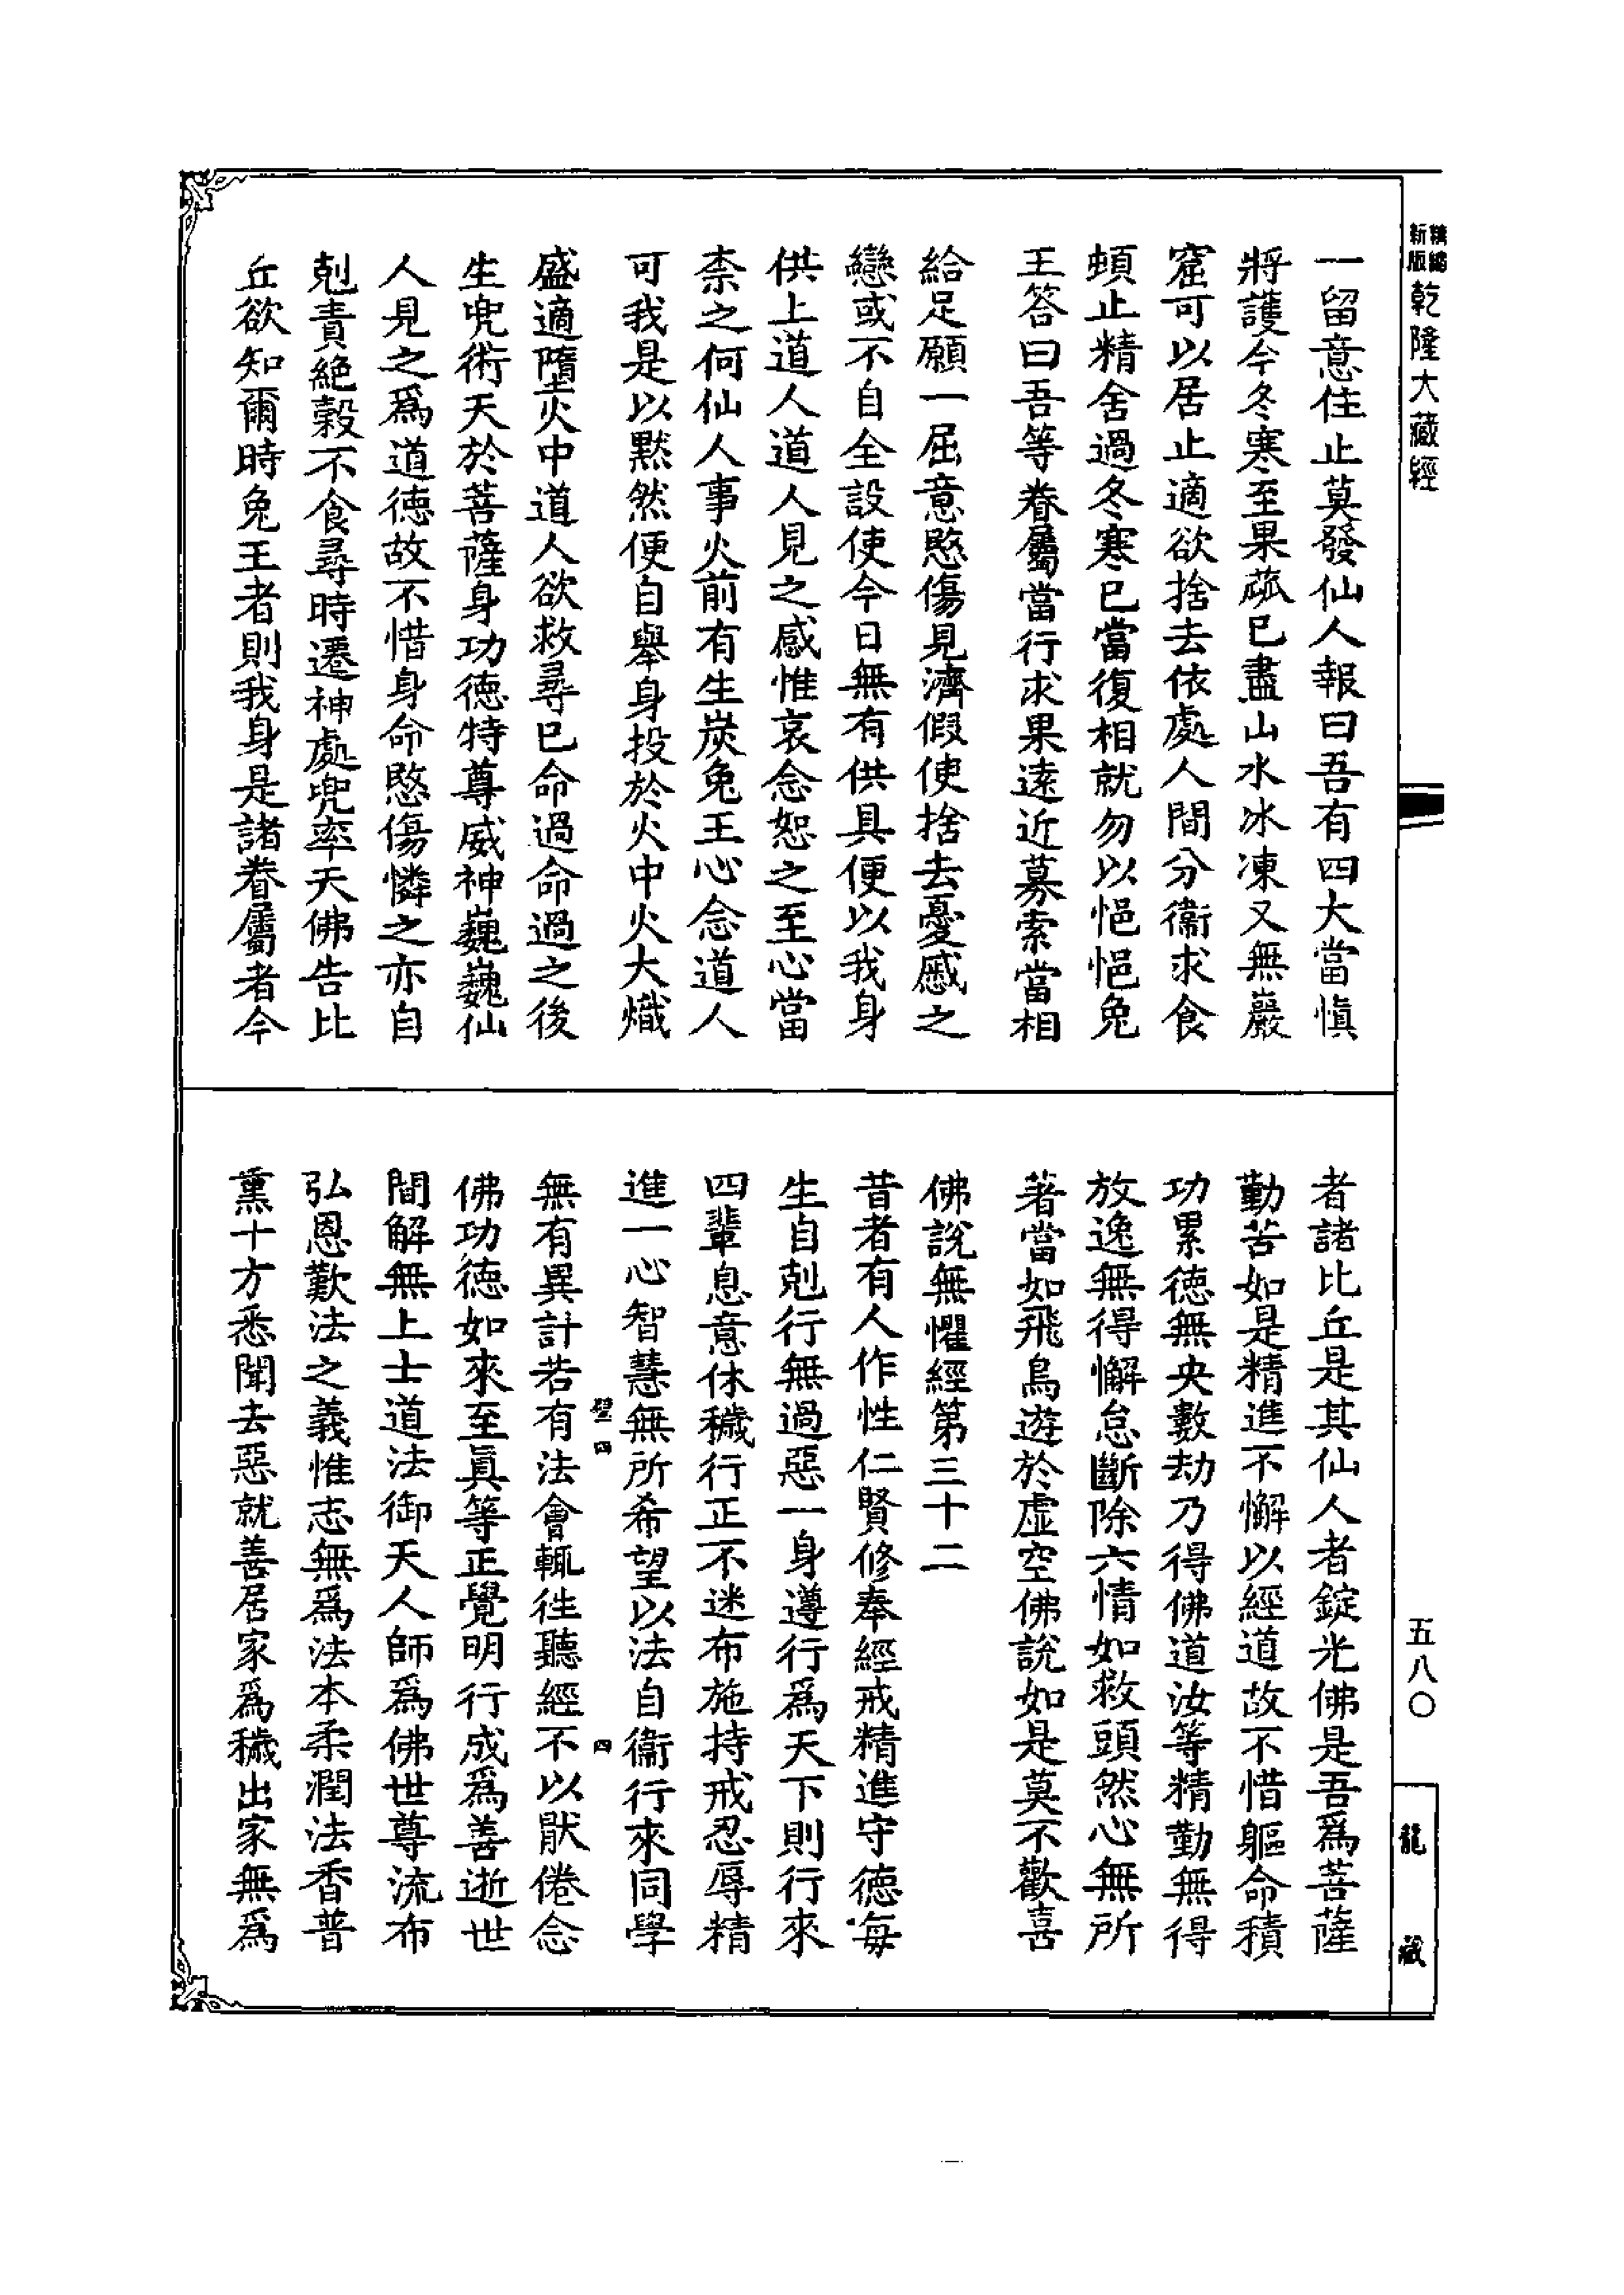 精縮新版乾隆大藏經
一留意住止莫發仙人報曰吾有四大當慎
將護今冬寒至果蓏已盡山水冰凍又無巖
窟可以居止適欲捨去依處人間分衞求食
頓止精舍過冬寒已當復相就勿以悒悒兔
王答曰吾等眷屬當行求果遠近募索當相
給足願一屈意愍傷見濟假使捨去憂慼之
戀或不自全設使今日無有供具便以我身
供上道人道人見之感惟哀念恕之至心當
柰之何仙人事火前有生炭兔王心念道人
可我是以黙然便自舉身投於火中火大熾
盛適墮火中道人欲救尋已命過命過之後
生兜術天於菩薩身功德特尊威神巍巍仙
人見之爲道德故不惜身命愍傷憐之亦自
剋責絶穀不食尋時遷神處兜率天佛告比
丘欲知爾時兔王者則我身是諸眷屬者今
者諸比丘是其仙人者錠光佛是吾爲菩薩
勤苦如是精進不懈以經道故不惜軀命積
功累德無央數劫乃得佛道汝等精勤無得
放逸無得懈怠斷除六情如救頭然心無所
著當如飛鳥遊於虛空佛說如是莫不歡喜
佛說無懼經第三十二
昔者有人作性仁賢修奉經戒精進守德每
生自剋行無過惡一身遵行爲天下則行來
四輩息意休穢行正不迷布施持戒忍辱精
進一心智慧無所希望以法自衞行來同學
璧四 四
無有異計若有法會輒往聽經不以厭倦念
佛功德如來至眞等正覺明行成爲善逝世
間解無上士道法御天人師爲佛世尊流布
弘恩歎法之義惟志無爲法本柔潤法香普
熏十方悉聞去惡就善居家爲穢出家無爲
五八〇
龍藏